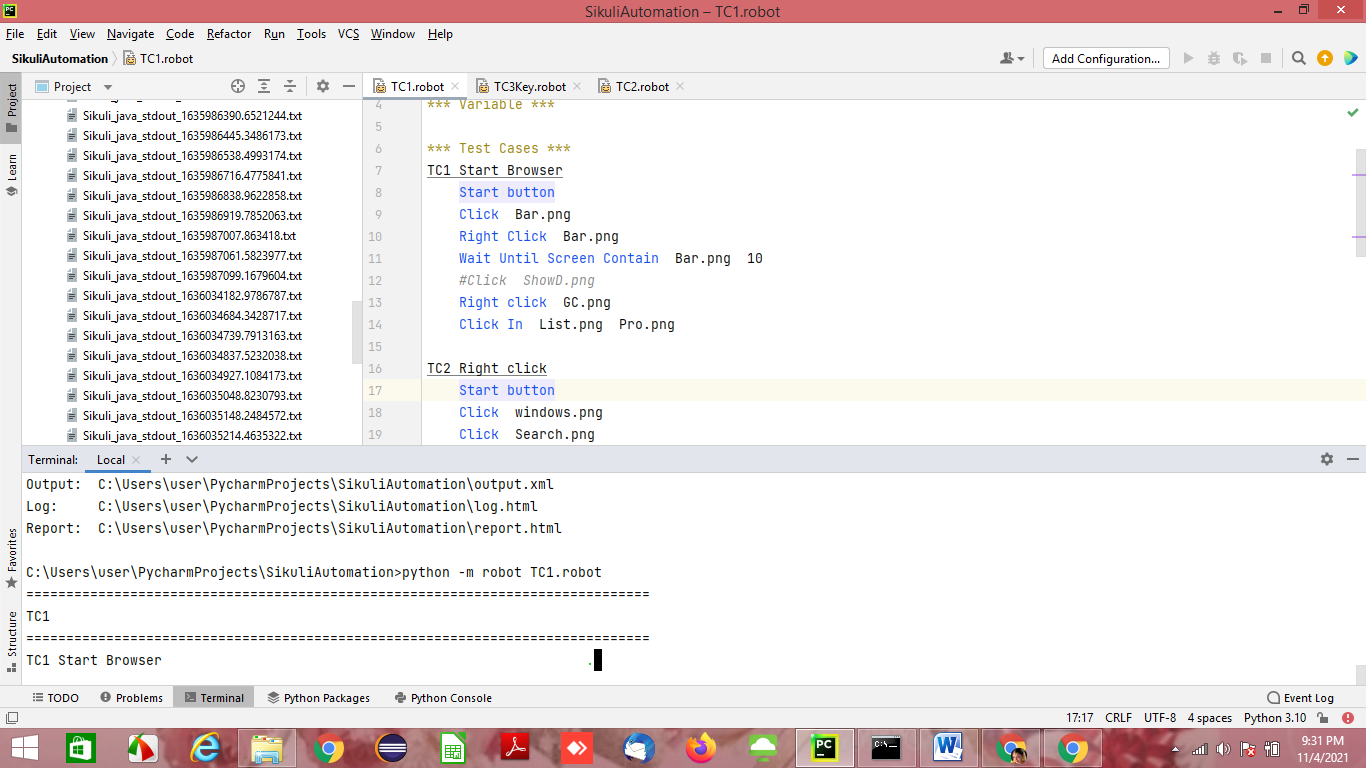 SikuliAutomation – TC1.robot
File Edit View Navigate Code Refactor Run Tools VCS Window Help
SikuliAutomation TC1.robot Add Configuration...
Project TC1.robot TC3Key.robot TC2.robot
Project
Learn
Sikuli_java_stdout_1635986390.6521244.txt
Sikuli_java_stdout_1635986445.3486173.txt
Sikuli_java_stdout_1635986538.4993174.txt
Sikuli_java_stdout_1635986716.4775841.txt
Sikuli_java_stdout_1635986838.9622858.txt
Sikuli_java_stdout_1635986919.7852063.txt
Sikuli_java_stdout_1635987007.863418.txt
Sikuli_java_stdout_1635987061.5823977.txt
Sikuli_java_stdout_1635987099.1679604.txt
Sikuli_java_stdout_1636034182.9786787.txt
Sikuli_java_stdout_1636034684.3428717.txt
Sikuli_java_stdout_1636034739.7913163.txt
Sikuli_java_stdout_1636034837.5232038.txt
Sikuli_java_stdout_1636034927.1084173.txt
Sikuli_java_stdout_1636035048.8230793.txt
Sikuli_java_stdout_1636035148.2484572.txt
Sikuli_java_stdout_1636035214.4635322.txt
4 *** Variable ***
5
6 *** Test Cases ***
7 TC1 Start Browser
8 Start button
9 Click Bar.png
10 Right Click Bar.png
11 Wait Until Screen Contain Bar.png 10
12 #Click ShowD.png
13 Right click GC.png
14 Click In List.png Pro.png
15
16 TC2 Right click
17 Start button
18 Click windows.png
19 Click Search.png
Terminal: Local
Output: C:\Users\user\PycharmProjects\SikuliAutomation\output.xml
Log: C:\Users\user\PycharmProjects\SikuliAutomation\log.html
Report: C:\Users\user\PycharmProjects\SikuliAutomation\report.html
C:\Users\user\PycharmProjects\SikuliAutomation>python -m robot TC1.robot
==============================================================================
TC1
==============================================================================
TC1 Start Browser .
Favorites
Structure
TODO Problems Terminal Python Packages Python Console Event Log
17:17 CRLF UTF-8 4 spaces Python 3.10
9:31 PM
11/4/2021